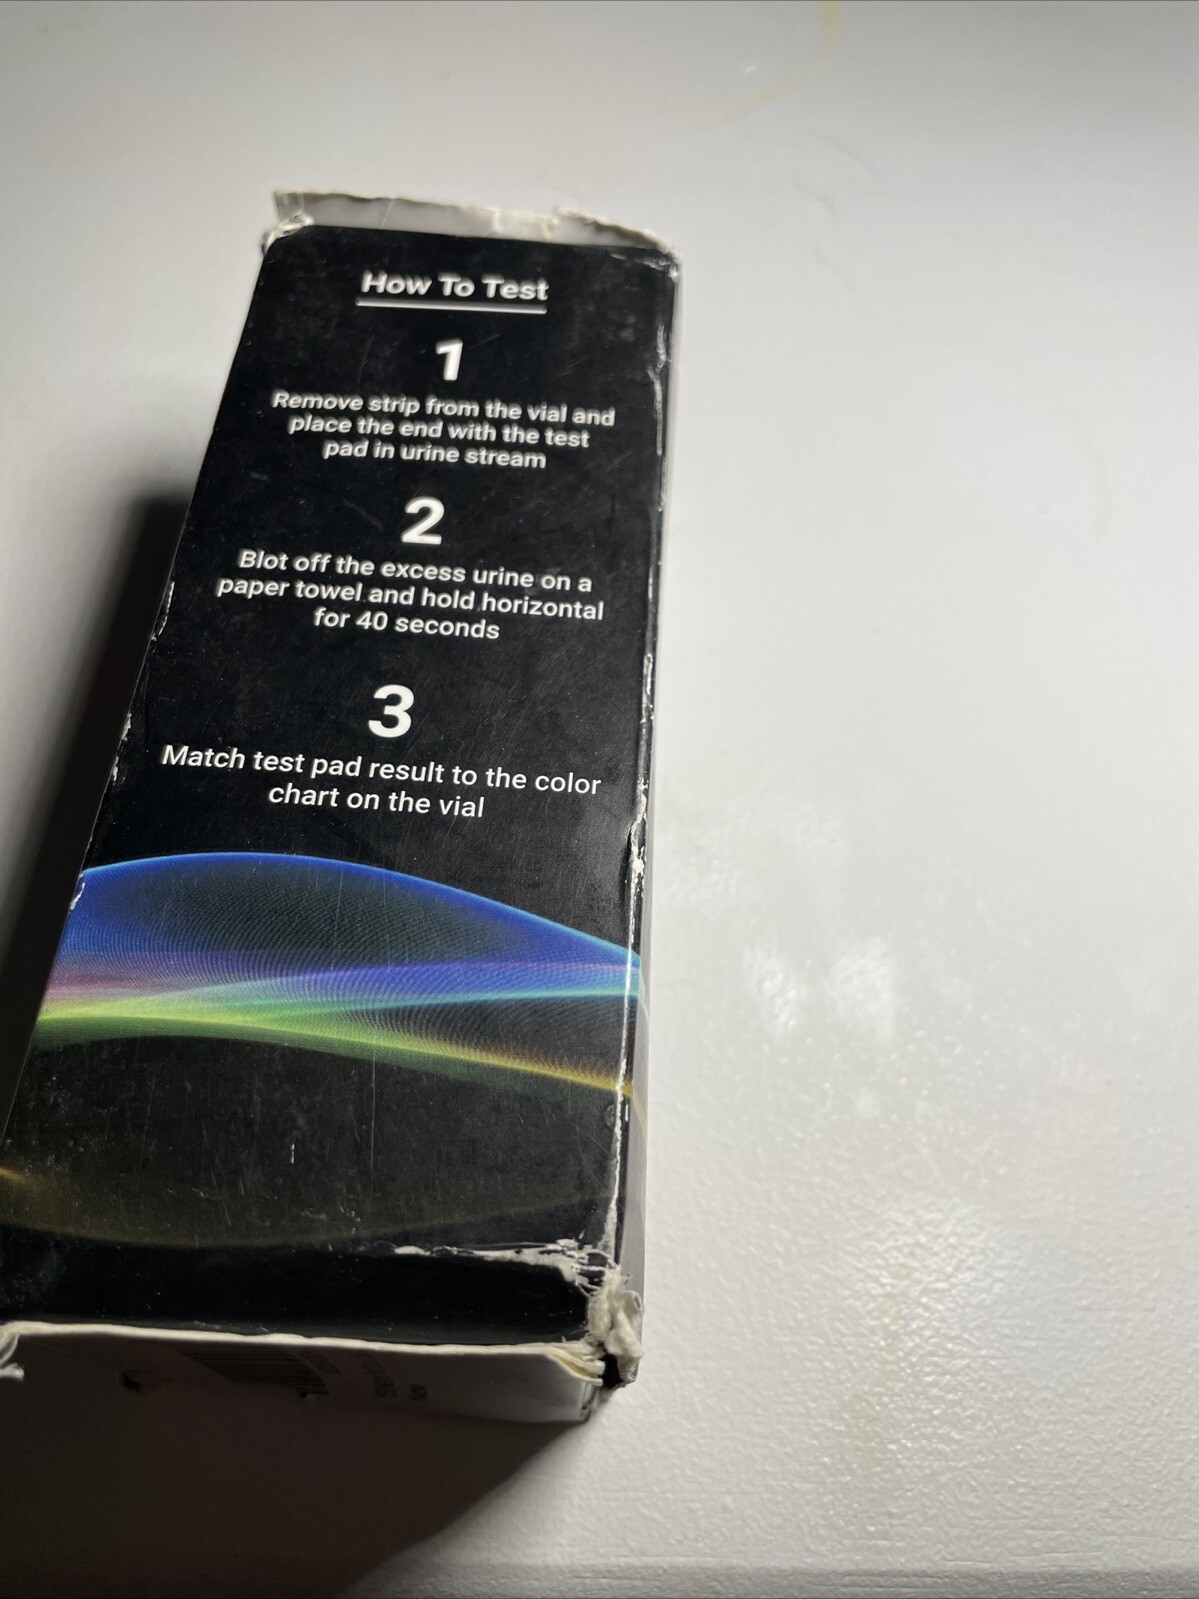 How To Test
1
Remove strip from the vial and
place the end with the test
pad in urine stream
2
Blot off the excess urine on a
paper towel and hold horizontal
for 40 seconds
3
Match test pad result to the color
chart on the vial